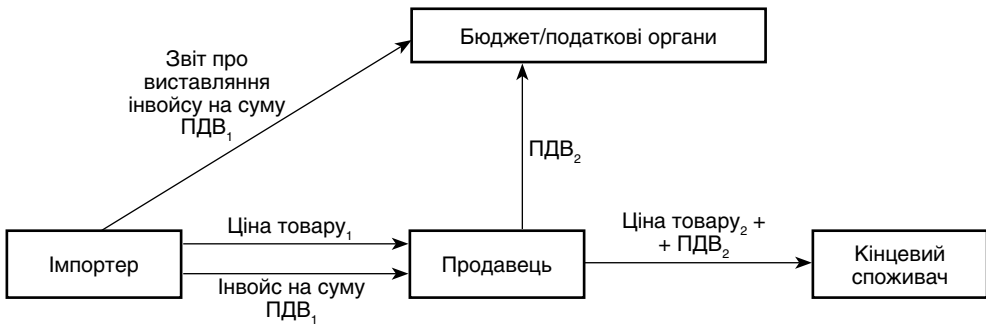 Бюджет/податкові органи
Звіт про
виставляння
інвойсу на суму
ПДВ₁
ПДВ₂
Імпортер
Ціна товару₁
Інвойс на суму
ПДВ₁
Продавець
Ціна товару₂ +
+ ПДВ₂
Кінцевий
споживач